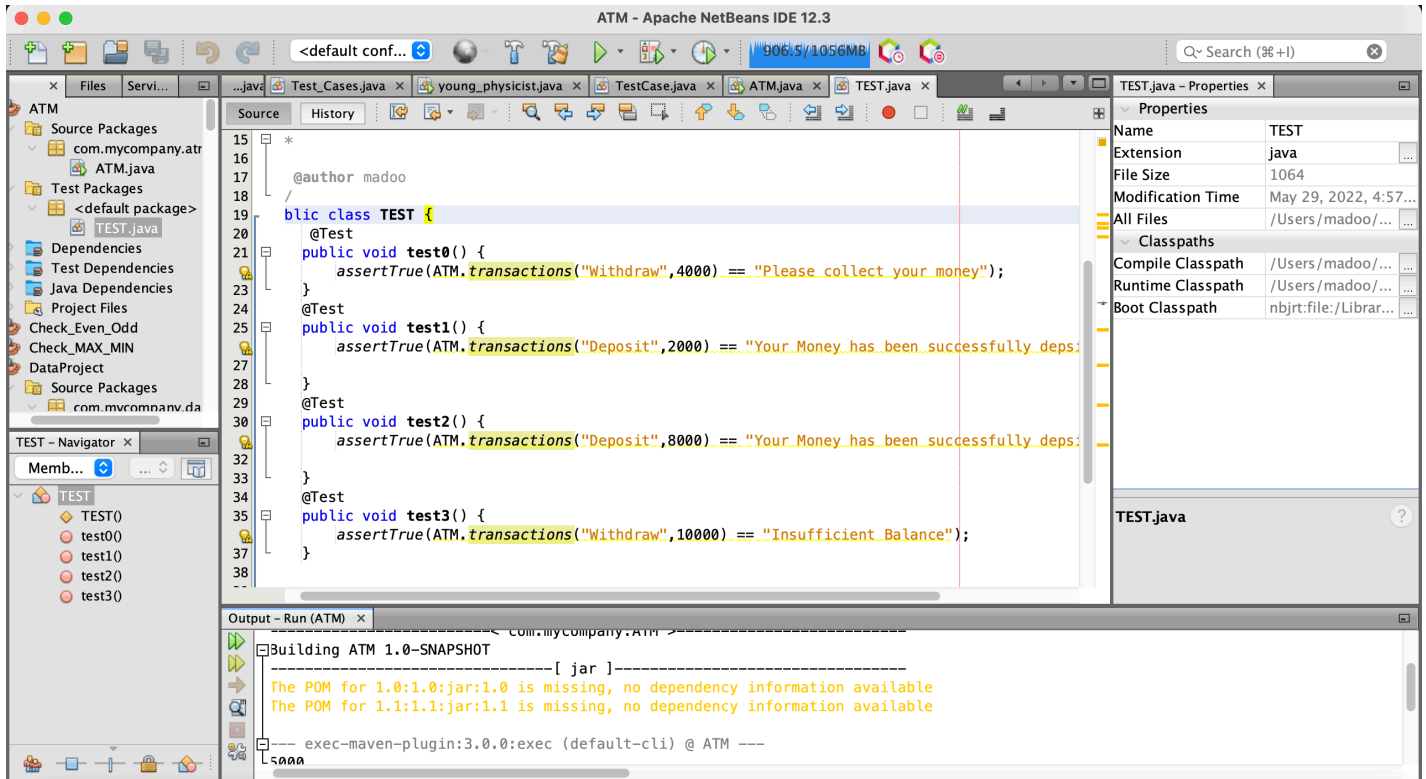 ATM - Apache NetBeans IDE 12.3
<default conf...
906.5/1056MB
Search (⌘+I)
Files
Servi...
...java
Test_Cases.java
young_physicist.java
TestCase.java
ATM.java
TEST.java
TEST.java - Properties
ATM
Source Packages
com.mycompany.atr
ATM.java
Test Packages
<default package>
TEST.java
Dependencies
Test Dependencies
Java Dependencies
Project Files
Check_Even_Odd
Check_MAX_MIN
DataProject
Source Packages
com.mycompany.da
Source
History
15 *
16
17 @author madoo
18 /
19 blic class TEST {
20 @Test
21 public void test0() {
assertTrue(ATM.transactions("Withdraw",4000) == "Please collect your money");
23 }
24 @Test
25 public void test1() {
assertTrue(ATM.transactions("Deposit",2000) == "Your Money has been successfully depsi
27
28 }
29 @Test
30 public void test2() {
assertTrue(ATM.transactions("Deposit",8000) == "Your Money has been successfully depsi
32
33 }
34 @Test
35 public void test3() {
assertTrue(ATM.transactions("Withdraw",10000) == "Insufficient Balance");
37 }
38
Properties
Name TEST
Extension java
...
File Size 1064
Modification Time May 29, 2022, 4:57...
All Files /Users/madoo/...
...
Classpaths
Compile Classpath /Users/madoo/...
...
Runtime Classpath /Users/madoo/...
...
Boot Classpath nbjrt:file:/Librar...
...
TEST.java
?
TEST - Navigator
Memb...
...
TEST
TEST()
test0()
test1()
test2()
test3()
Output - Run (ATM)
--------------------------< com.mycompany:ATM >---------------------------
Building ATM 1.0-SNAPSHOT
--------------------------------[ jar ]---------------------------------
The POM for 1.0:1.0:jar:1.0 is missing, no dependency information available
The POM for 1.1:1.1:jar:1.1 is missing, no dependency information available
--- exec-maven-plugin:3.0.0:exec (default-cli) @ ATM ---
5000